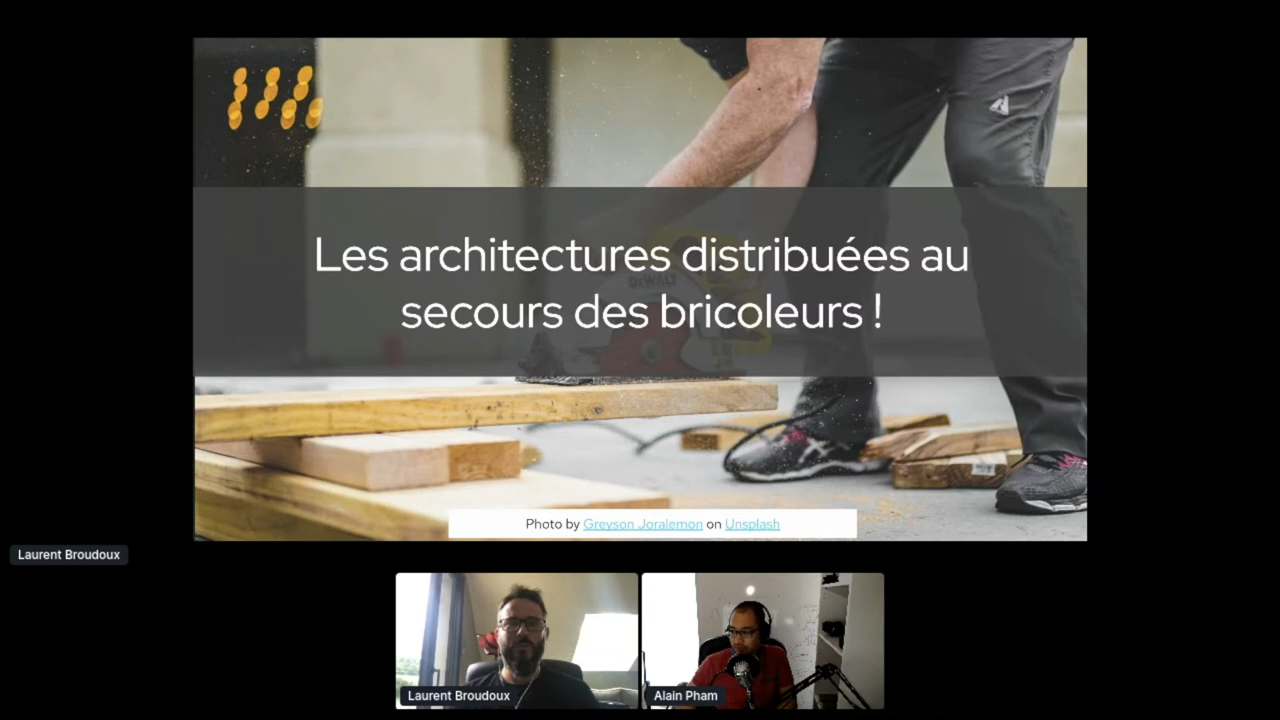 Les architectures distribuées au
secours des bricoleurs !
DEWALT
Photo by Greyson Joralemon on Unsplash
Laurent Broudoux
Laurent Broudoux
Alain Pham